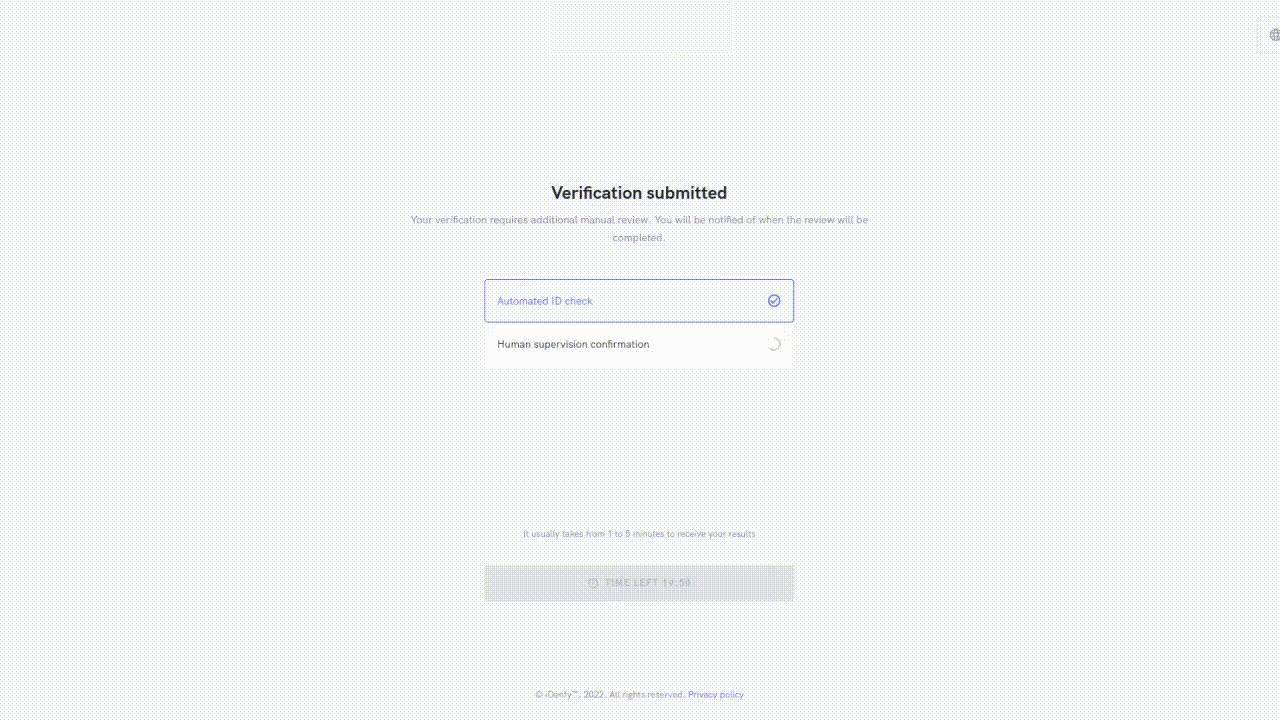 Verification submitted
Your verification requires additional manual review. You will be notified of when the review will be
completed.
Automated ID check
Human supervision confirmation
It usually takes from 1 to 5 minutes to receive your results
TIME LEFT 19:50
© iDenfy™, 2022. All rights reserved. Privacy policy